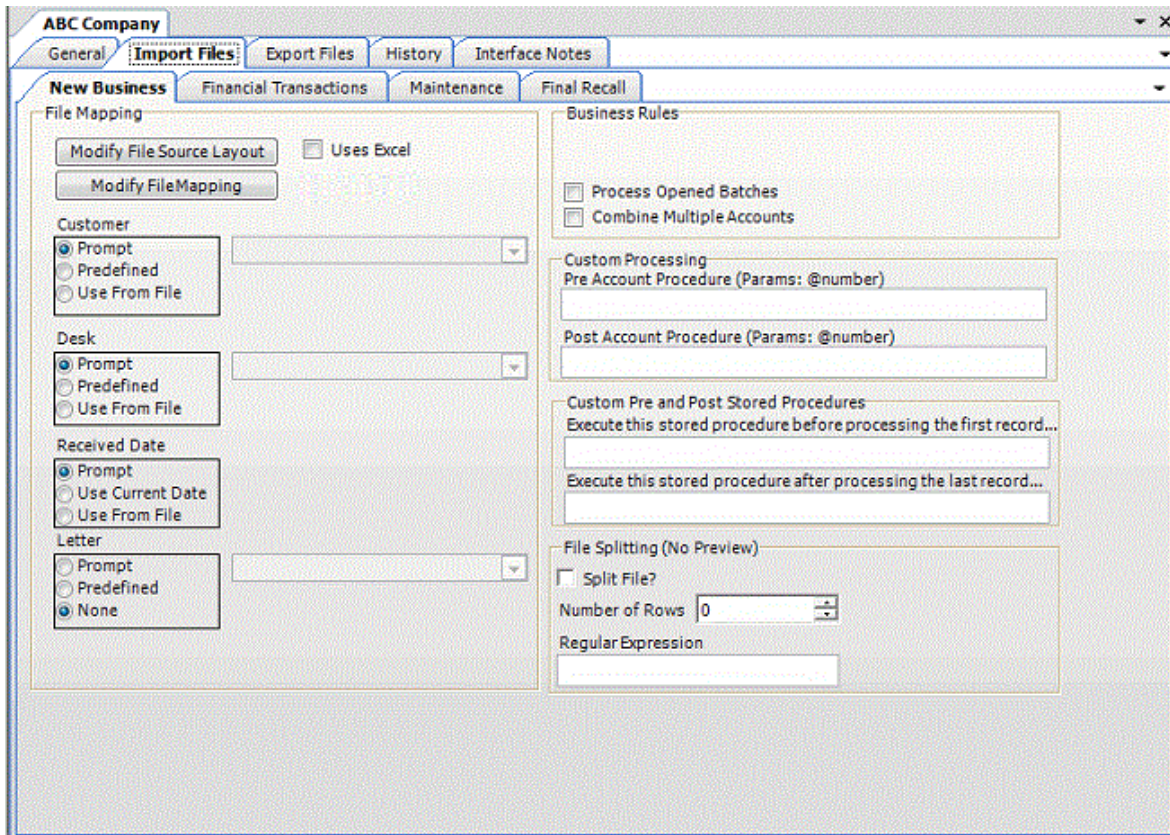 ABC Company
General Import Files Export Files History Interface Notes
New Business Financial Transactions Maintenance Final Recall
File Mapping
Modify File Source Layout Uses Excel
Modify FileMapping
Customer
Prompt
Predefined
Use From File
Desk
Prompt
Predefined
Use From File
Received Date
Prompt
Use Current Date
Use From File
Letter
Prompt
Predefined
None
Business Rules
Process Opened Batches
Combine Multiple Accounts
Custom Processing
Pre Account Procedure (Params: @number)
Post Account Procedure (Params: @number)
Custom Pre and Post Stored Procedures
Execute this stored procedure before processing the first record...
Execute this stored procedure after processing the last record...
File Splitting (No Preview)
Split File?
Number of Rows 0
Regular Expression